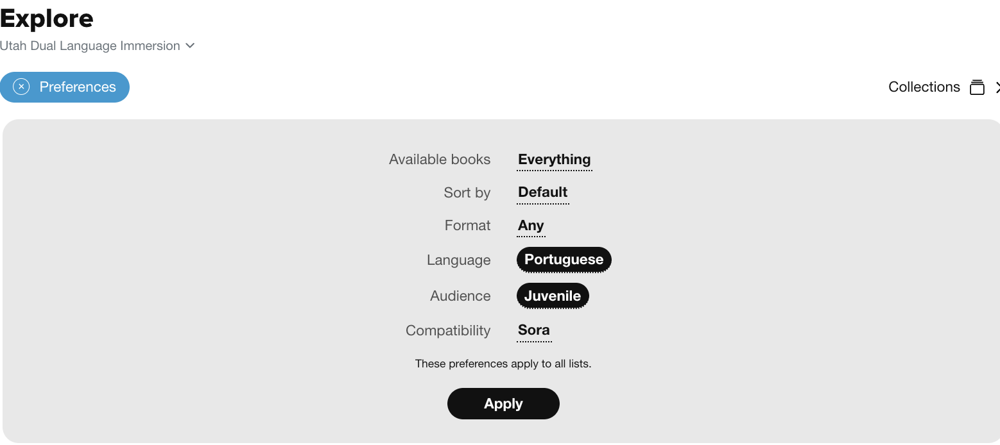 Explore
Utah Dual Language Immersion
Preferences
Collections
Available books Everything
Sort by Default
Format Any
Language Portuguese
Audience Juvenile
Compatibility Sora
These preferences apply to all lists.
Apply